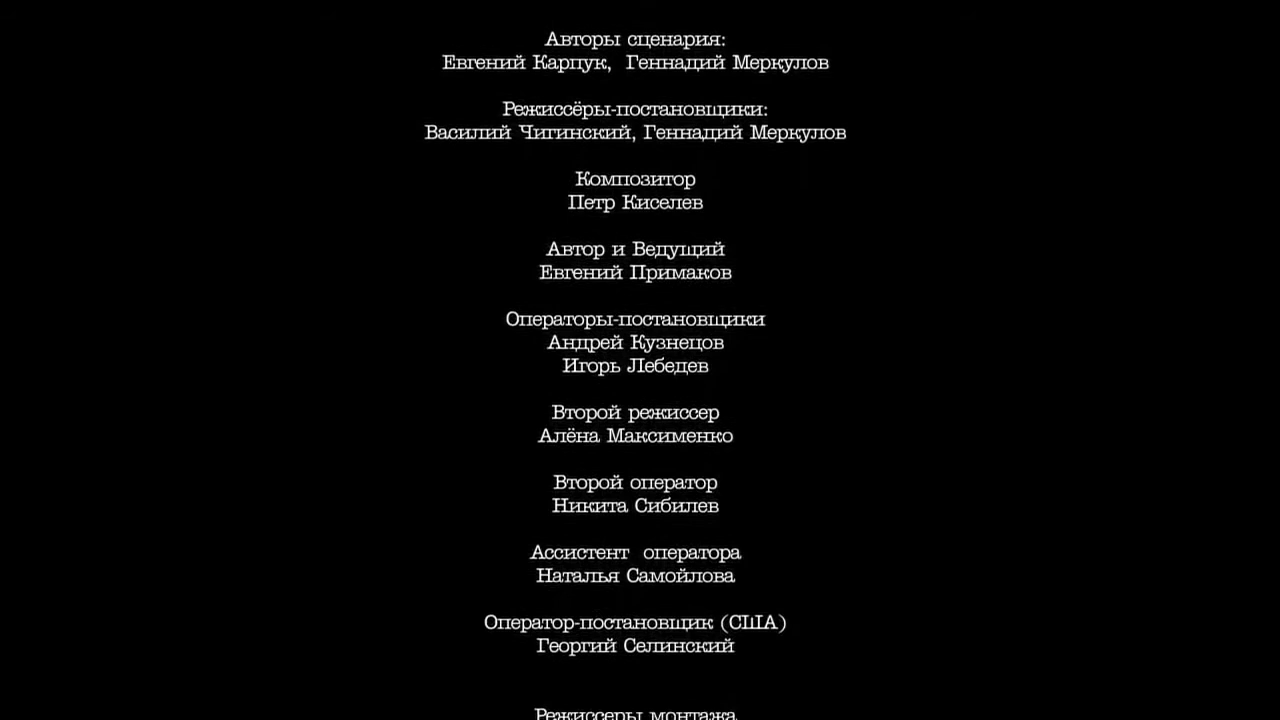 Авторы сценария:
Евгений Карпук, Геннадий Меркулов
Режиссёры-постановщики:
Василий Чигинский, Геннадий Меркулов
Композитор
Петр Киселев
Автор и Ведущий
Евгений Примаков
Операторы-постановщики
Андрей Кузнецов
Игорь Лебедев
Второй режиссер
Алёна Максименко
Второй оператор
Никита Сибилев
Ассистент оператора
Наталья Самойлова
Оператор-постановщик (США)
Георгий Селинский
Режиссеры монтажа